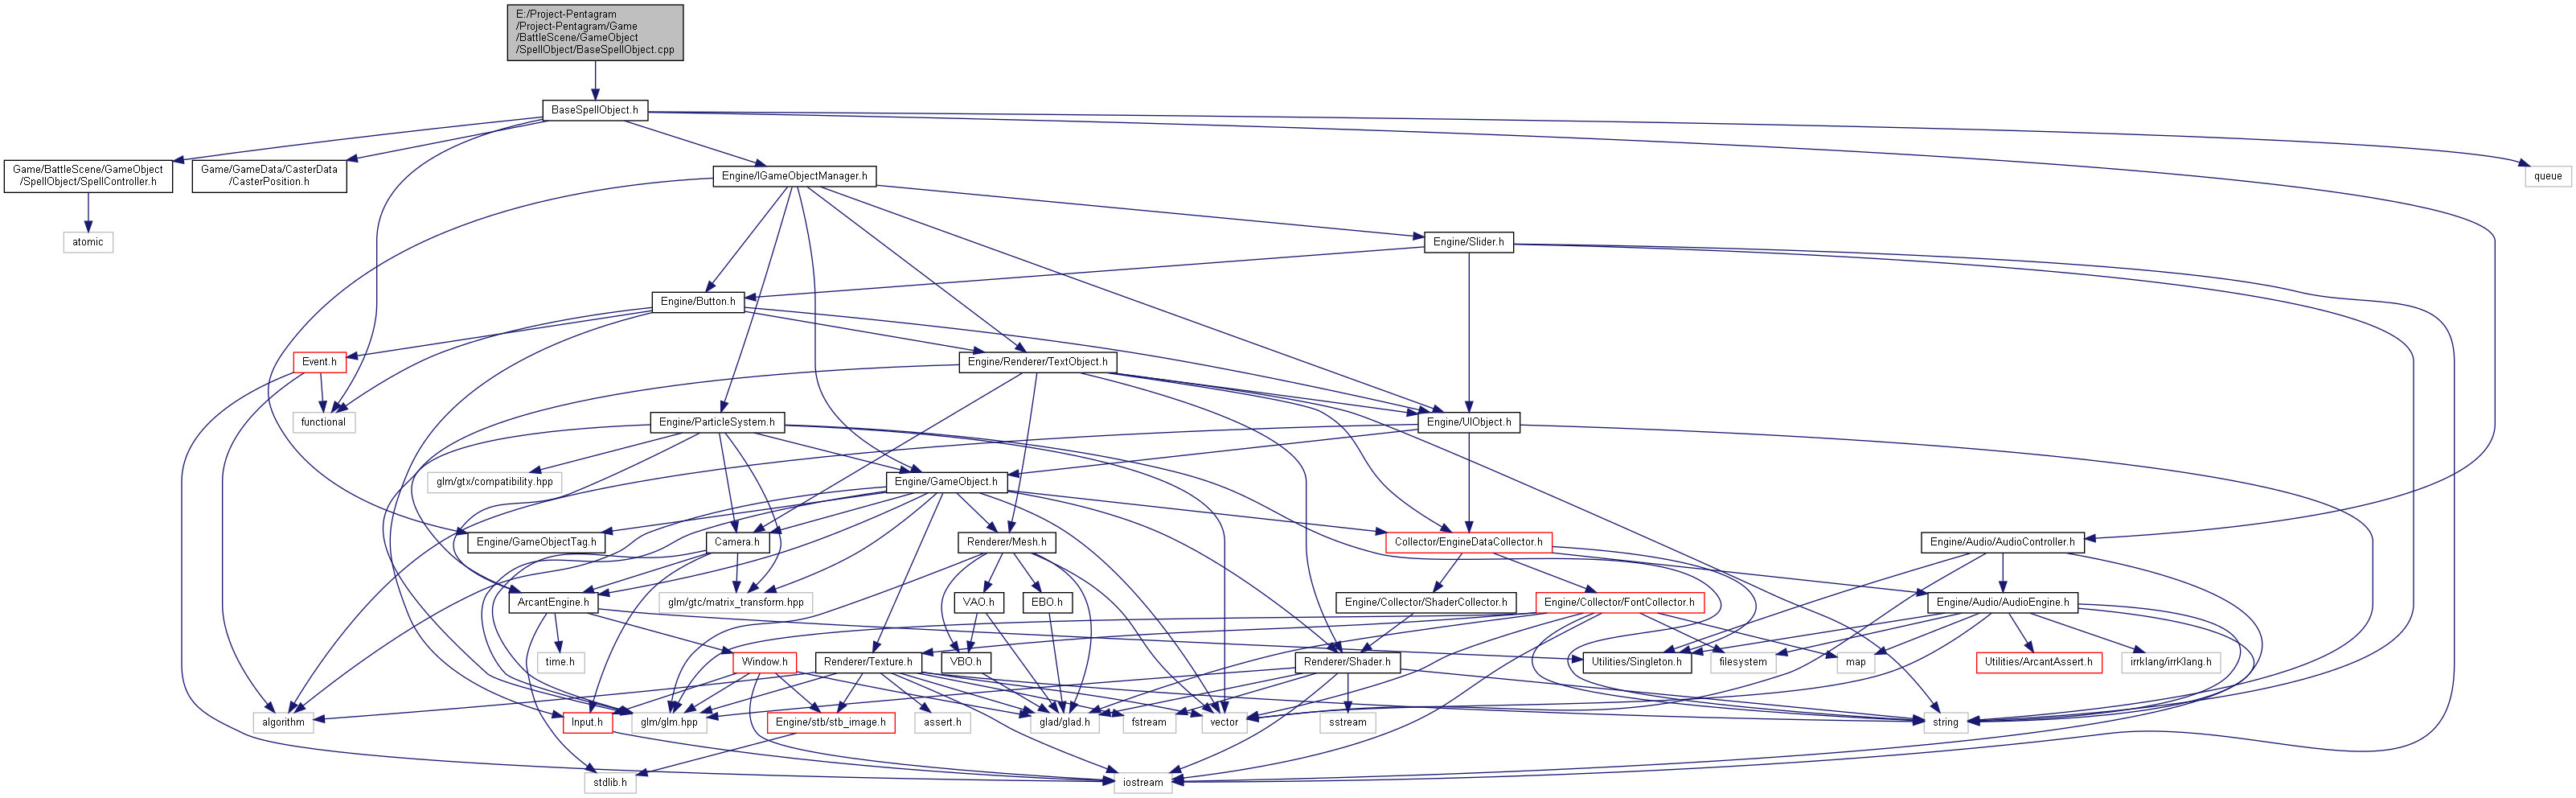 E:/Project-Pentagram
/Project-Pentagram/Game
/BattleScene/GameObject
/SpellObject/BaseSpellObject.cpp
BaseSpellObject.h
Game/BattleScene/GameObject
/SpellObject/SpellController.h
Game/GameData/CasterData
/CasterPosition.h
Engine/IGameObjectManager.h
queue
atomic
Engine/Slider.h
Engine/Button.h
Event.h
Engine/Renderer/TextObject.h
functional
Engine/ParticleSystem.h
Engine/UIObject.h
glm/gtx/compatibility.hpp
Engine/GameObject.h
Engine/GameObjectTag.h
Camera.h
Renderer/Mesh.h
Collector/EngineDataCollector.h
Engine/Audio/AudioController.h
ArcantEngine.h
glm/gtc/matrix_transform.hpp
VAO.h
EBO.h
Engine/Collector/ShaderCollector.h
Engine/Collector/FontCollector.h
Engine/Audio/AudioEngine.h
time.h
Window.h
Renderer/Texture.h
VBO.h
Renderer/Shader.h
Utilities/Singleton.h
filesystem
map
Utilities/ArcantAssert.h
irrklang/irrKlang.h
algorithm
Input.h
glm/glm.hpp
Engine/stb/stb_image.h
assert.h
glad/glad.h
fstream
vector
sstream
string
stdlib.h
iostream